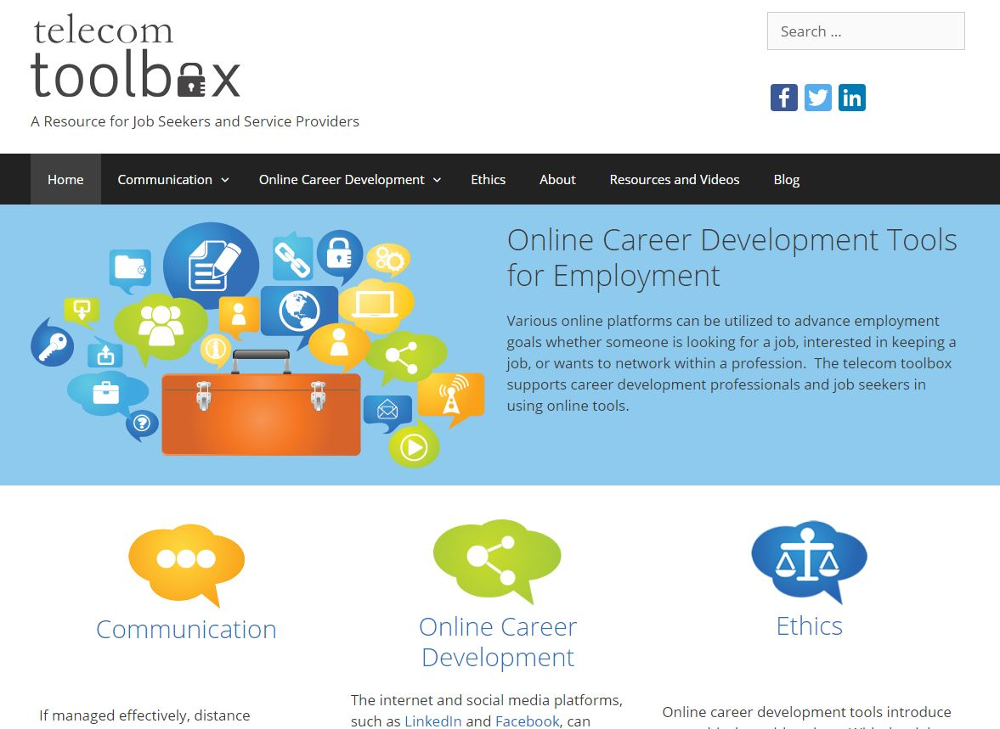 telecom
toolbox
A Resource for Job Seekers and Service Providers
Search ...
Home Communication Online Career Development Ethics About Resources and Videos Blog
Online Career Development Tools
for Employment
Various online platforms can be utilized to advance employment
goals whether someone is looking for a job, interested in keeping a
job, or wants to network within a profession. The telecom toolbox
supports career development professionals and job seekers in
using online tools.
Communication
Online Career
Development
Ethics
If managed effectively, distance
The internet and social media platforms,
such as LinkedIn and Facebook, can
Online career development tools introduce